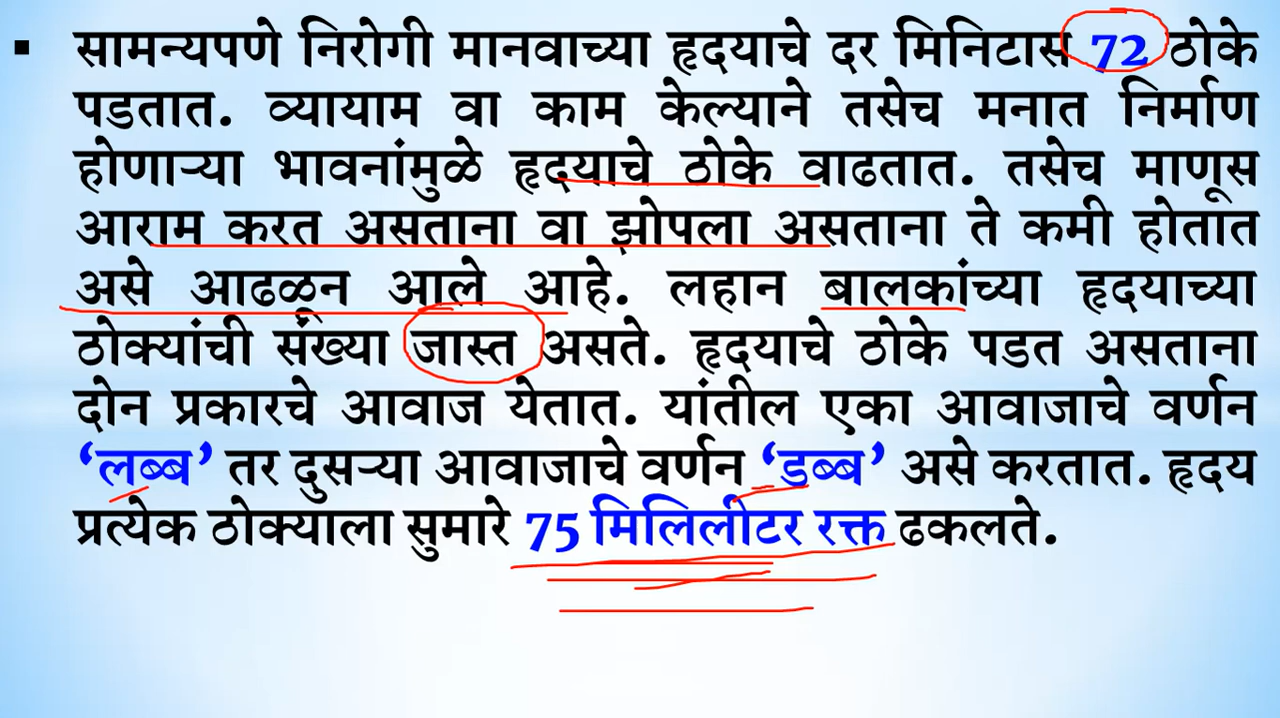 ▪ सामन्यपणे निरोगी मानवाच्या हृदयाचे दर मिनिटास 72 ठोके
पडतात. व्यायाम वा काम केल्याने तसेच मनात निर्माण
होणाऱ्या भावनांमुळे हृदयाचे ठोके वाढतात. तसेच माणूस
आराम करत असताना वा झोपला असताना ते कमी होतात
असे आढळून आले आहे. लहान बालकांच्या हृदयाच्या
ठोक्यांची संख्या जास्त असते. हृदयाचे ठोके पडत असताना
दोन प्रकारचे आवाज येतात. यांतील एका आवाजाचे वर्णन
‘लब्ब’ तर दुसऱ्या आवाजाचे वर्णन ‘डब्ब’ असे करतात. हृदय
प्रत्येक ठोक्याला सुमारे 75 मिलिलीटर रक्त ढकलते.